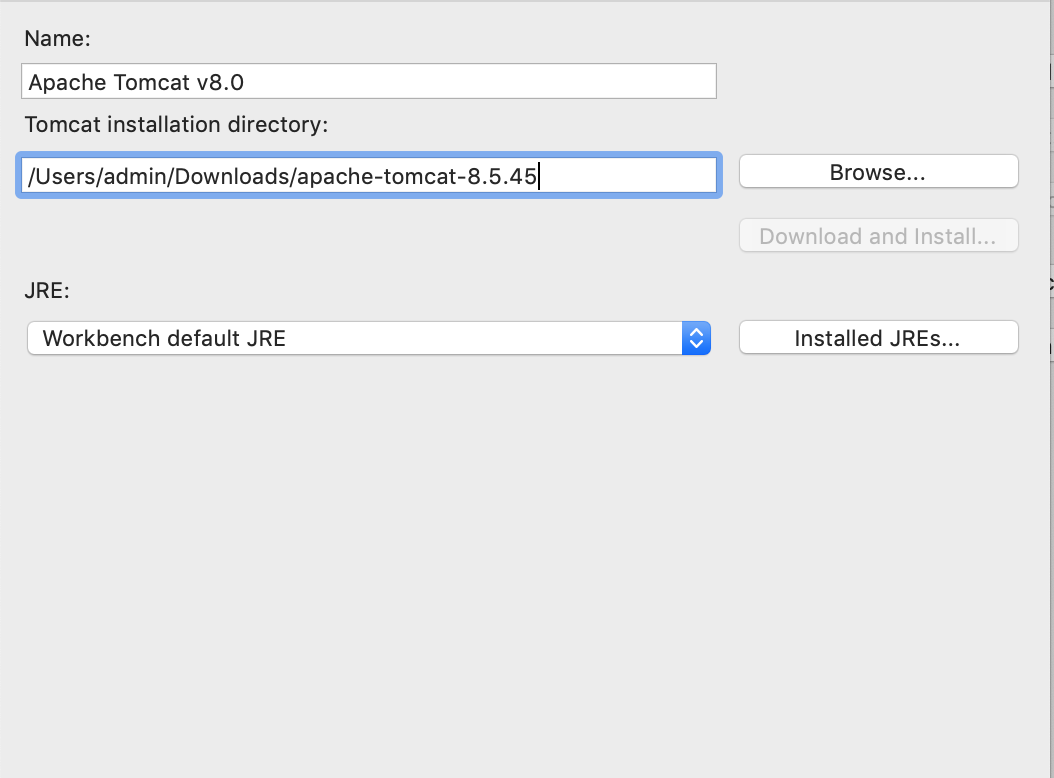 Name:
Apache Tomcat v8.0
Tomcat installation directory:
/Users/admin/Downloads/apache-tomcat-8.5.45
Browse...
Download and Install...
JRE:
Workbench default JRE
Installed JREs...